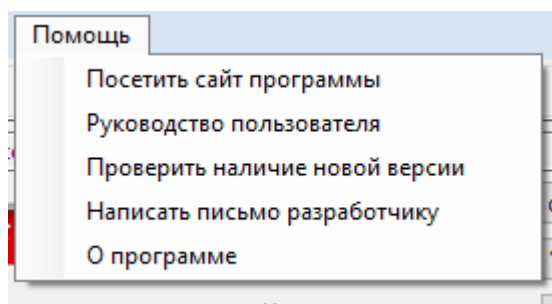 Помощь
Посетить сайт программы
Руководство пользователя
Проверить наличие новой версии
Написать письмо разработчику
О программе